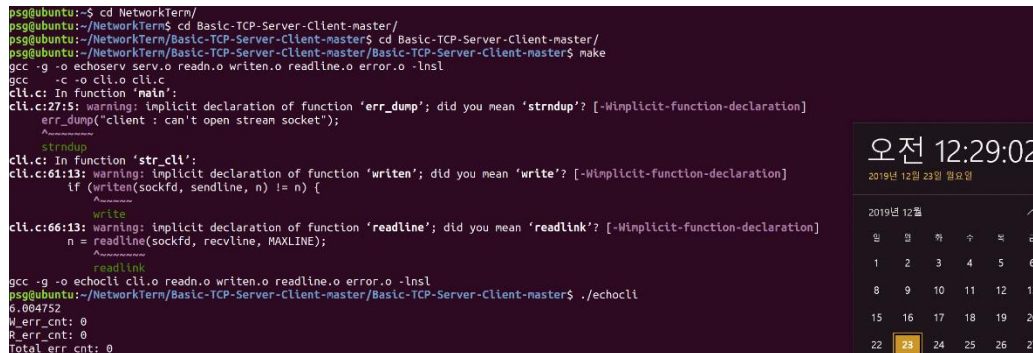 psg@ubuntu:~$ cd NetworkTerm/
psg@ubuntu:~/NetworkTerm$ cd Basic-TCP-Server-Client-master/
psg@ubuntu:~/NetworkTerm/Basic-TCP-Server-Client-master$ cd Basic-TCP-Server-Client-master/
psg@ubuntu:~/NetworkTerm/Basic-TCP-Server-Client-master/Basic-TCP-Server-Client-master$ make
gcc -g -o echoserv serv.o readn.o writen.o readline.o error.o -lnsl
gcc    -c -o cli.o cli.c
cli.c: In function ‘main’:
cli.c:27:5: warning: implicit declaration of function ‘err_dump’; did you mean ‘strndup’? [-Wimplicit-function-declaration]
     err_dump("client : can't open stream socket");
     ^~~~~~~~
     strndup
cli.c: In function ‘str_cli’:
cli.c:61:13: warning: implicit declaration of function ‘writen’; did you mean ‘write’? [-Wimplicit-function-declaration]
         if (writen(sockfd, sendline, n) != n) {
             ^~~~~~
             write
cli.c:66:13: warning: implicit declaration of function ‘readline’; did you mean ‘readlink’? [-Wimplicit-function-declaration]
         n = readline(sockfd, recvline, MAXLINE);
             ^~~~~~~~
             readlink
gcc -g -o echocli cli.o readn.o writen.o readline.o error.o -lnsl
psg@ubuntu:~/NetworkTerm/Basic-TCP-Server-Client-master/Basic-TCP-Server-Client-master$ ./echocli
6.004752
W_err_cnt: 0
R_err_cnt: 0
Total err cnt: 0
오전 12:29:02
2019년 12월 23일 월요일
2019년 12월
일 월 화 수 목
1 2 3 4 5 6
8 9 10 11 12
15 16 17 18 19
22 23 24 25 26